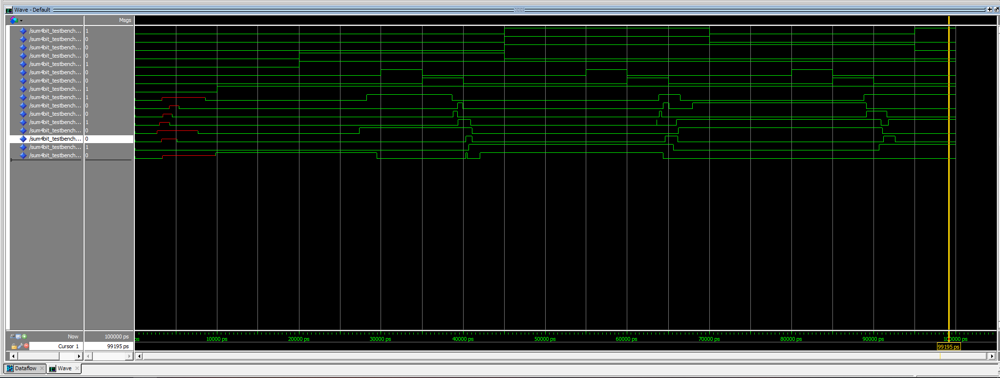 Wave - Default
Msgs
/sum4bit_testbench... 1
/sum4bit_testbench... 0
/sum4bit_testbench... 0
/sum4bit_testbench... 0
/sum4bit_testbench... 1
/sum4bit_testbench... 0
/sum4bit_testbench... 0
/sum4bit_testbench... 1
/sum4bit_testbench... 1
/sum4bit_testbench... 0
/sum4bit_testbench... 0
/sum4bit_testbench... 1
/sum4bit_testbench... 0
/sum4bit_testbench... 0
/sum4bit_testbench... 1
/sum4bit_testbench... 0
Now 100000 ps ps 10000 ps 20000 ps 30000 ps 40000 ps 50000 ps 60000 ps 70000 ps 80000 ps 90000 ps 100000 ps
Cursor 1 99195 ps 99195 ps
Dataflow Wave